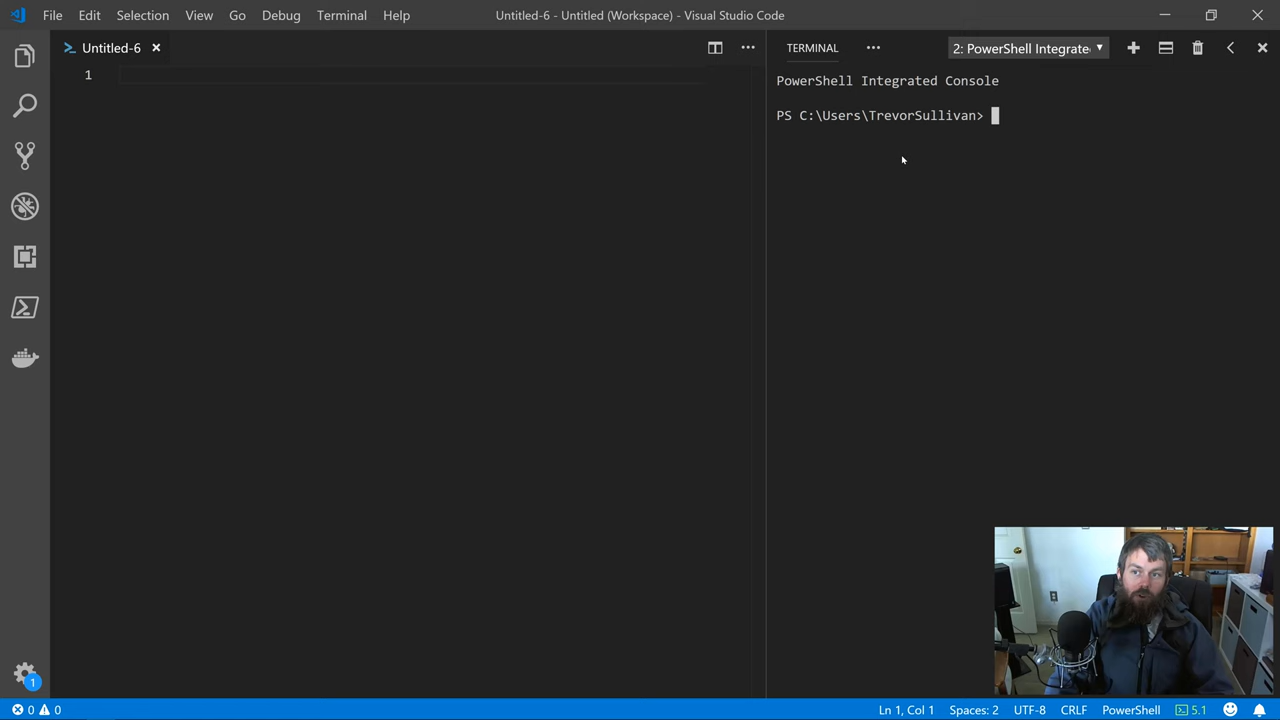 File Edit Selection View Go Debug Terminal Help
Untitled-6 - Untitled (Workspace) - Visual Studio Code
Untitled-6
TERMINAL
2: PowerShell Integrate
1
PowerShell Integrated Console
PS C:\Users\TrevorSullivan>
1
0 0
Ln 1, Col 1
Spaces: 2
UTF-8
CRLF
PowerShell
5.1